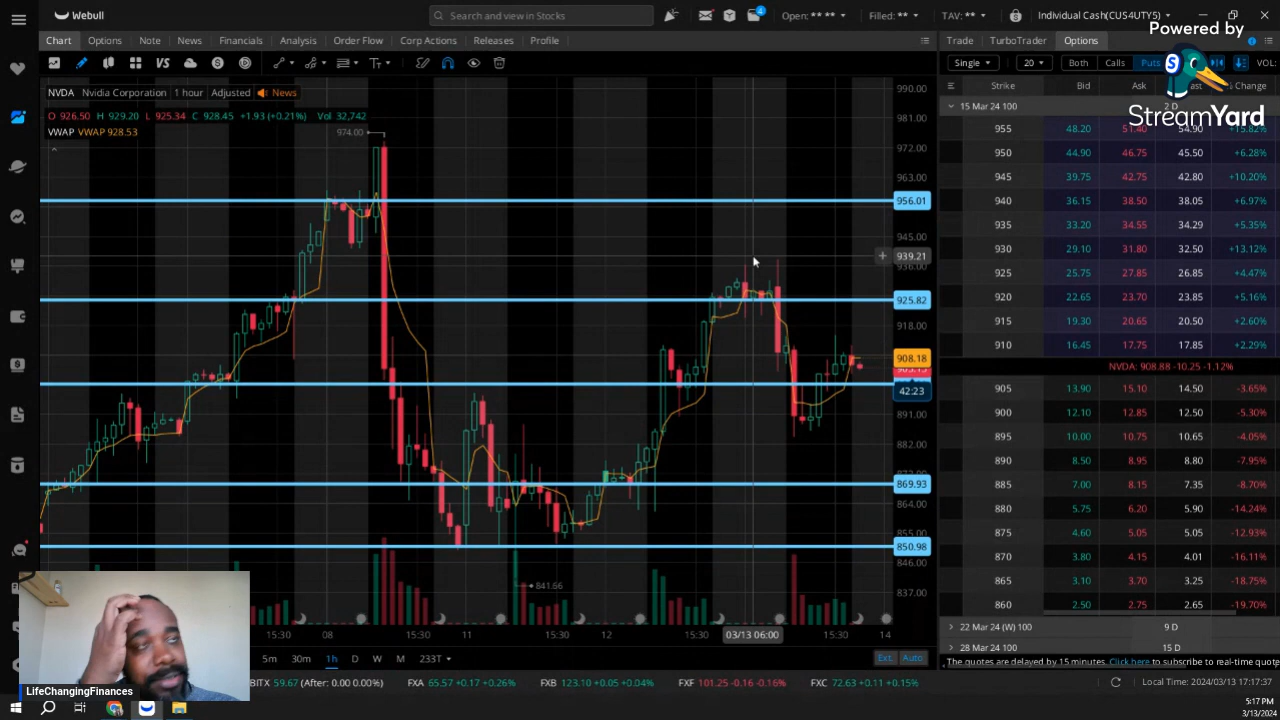 Webull
Search and view in Stocks
4
Open: ** **
Filled: **
TAV: **
Individual Cash(CUS4UTY5)
Powered by
StreamYard
Chart
Options
Note
News
Financials
Analysis
Order Flow
Corp Actions
Releases
Profile
Trade
TurboTrader
Options
Single
20
Both
Calls
Puts
VOL:
NVDA Nvidia Corporation 1 hour Adjusted News
O 926.50 H 929.20 L 925.34 C 928.45 +1.93 (+0.21%) Vol 32,742
VWAP VWAP 928.53
974.00
841.66
990.00
981.00
972.00
963.00
956.01
945.00
939.21
936.00
925.82
918.00
908.18
42:23
891.00
882.00
869.93
864.00
855.00
850.98
846.00
837.00
Strike Bid Ask % Change
15 Mar 24 100 2 D
955 48.20 51.40 54.90 +15.82%
950 44.90 46.75 45.50 +6.28%
945 39.75 42.75 42.80 +10.20%
940 36.15 38.50 38.05 +6.97%
935 33.20 34.55 34.29 +5.35%
930 29.10 31.80 32.50 +13.12%
925 25.75 27.85 26.85 +4.47%
920 22.65 23.70 23.85 +5.16%
915 19.30 20.65 20.50 +2.60%
910 16.45 17.75 17.85 +2.29%
NVDA: 908.88 -10.25 -1.12%
905 13.90 15.10 14.50 -3.65%
900 12.10 12.85 12.50 -5.30%
895 10.00 10.75 10.65 -4.05%
890 8.50 8.95 8.80 -7.95%
885 7.00 8.15 7.35 -8.70%
880 5.75 6.20 5.90 -14.24%
875 4.60 5.05 4.75 -12.93%
870 3.80 4.15 4.01 -16.11%
865 3.10 3.70 3.25 -18.75%
860 2.50 2.75 2.65 -19.70%
22 Mar 24 (W) 100 9 D
28 Mar 24 100 15 D
15:30 08 15:30 11 15:30 12 15:30 03/13 06:00 15:30 14
5m 30m 1h D W M 233T
Ext. Auto
The quotes are delayed by 15 minutes. Click here to subscribe to real-time quote
BITX 59.67 (After: 0.00 0.00%) FXA 65.57 +0.17 +0.26% FXB 123.10 +0.05 +0.04% FXF 101.25 -0.16 -0.16% FXC 72.63 +0.11 +0.15%
Local Time: 2024/03/13 17:17:37
LifeChangingFinances
5:17 PM
3/13/2024